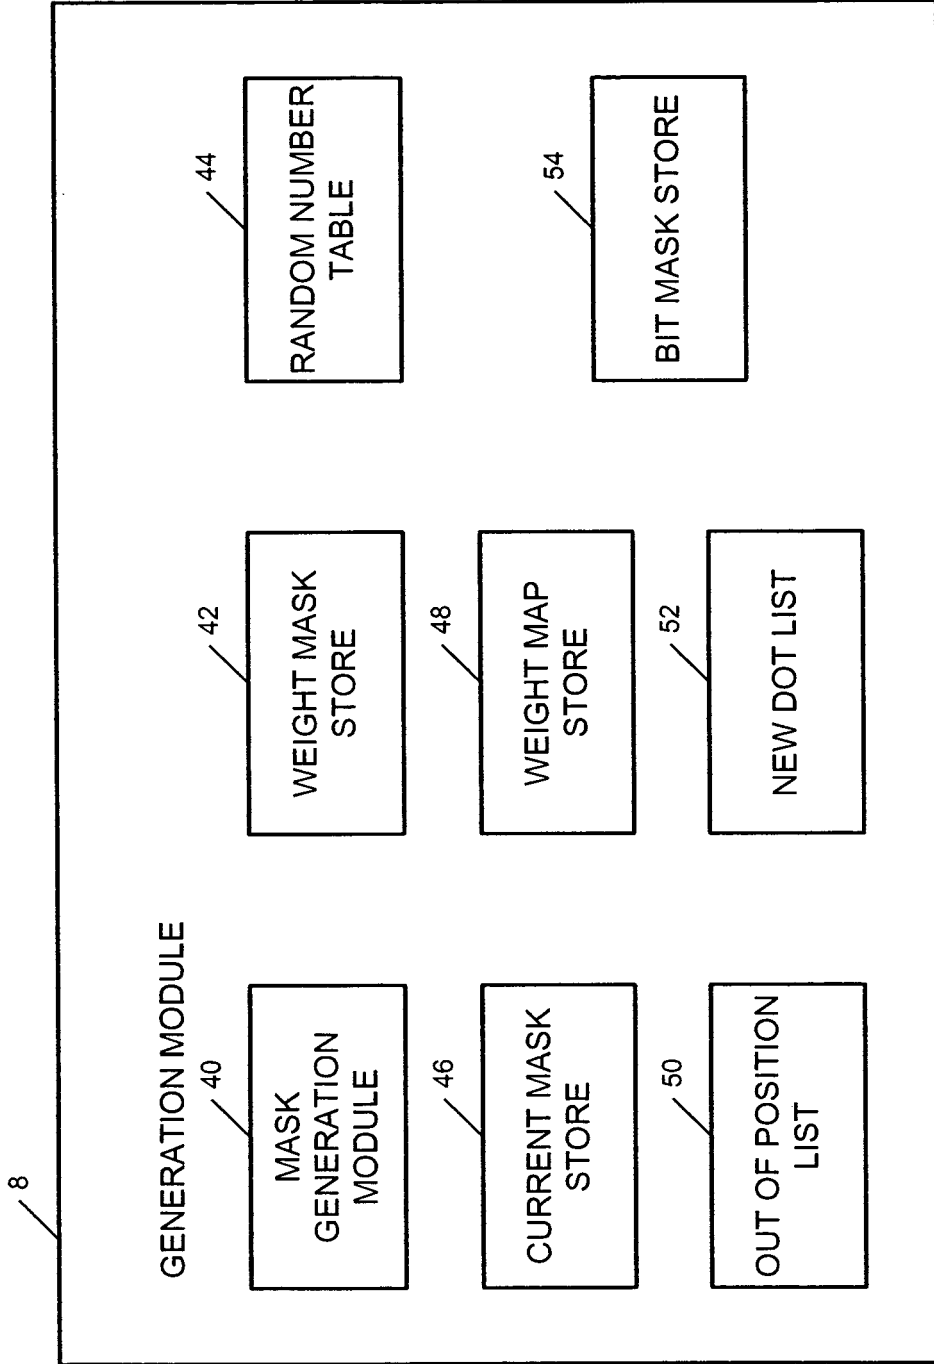 8
GENERATION MODULE
40
MASK
GENERATION
MODULE
42
WEIGHT MASK
STORE
44
RANDOM NUMBER
TABLE
46
CURRENT MASK
STORE
48
WEIGHT MAP
STORE
54
BIT MASK STORE
50
OUT OF POSITION
LIST
52
NEW DOT LIST